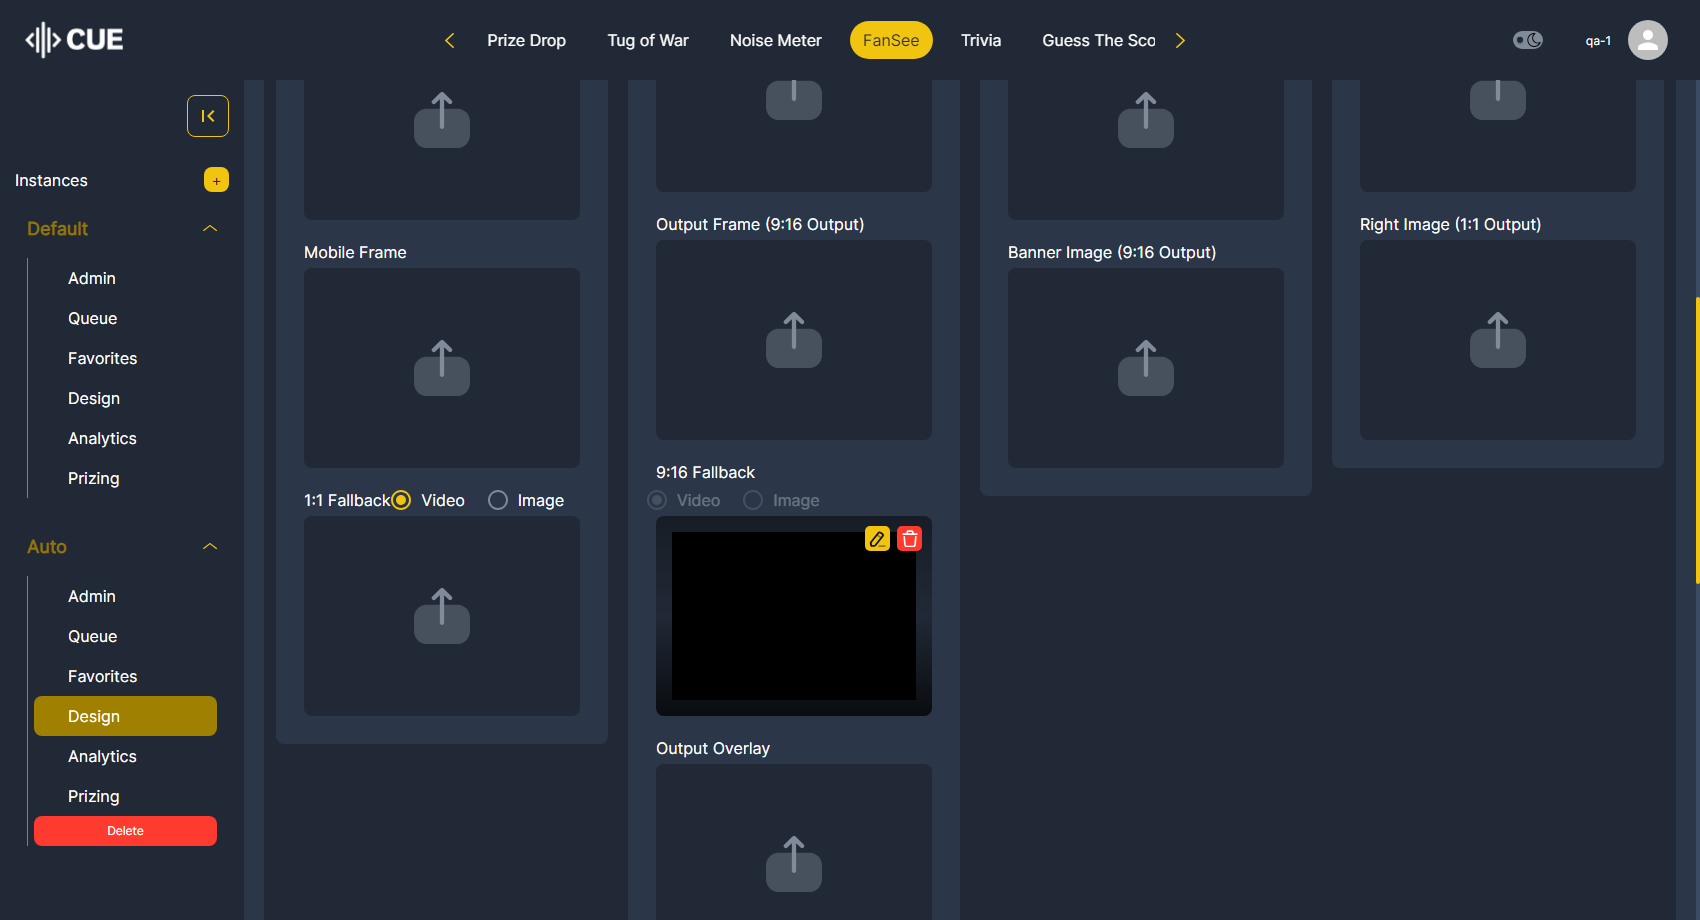 CUE
Prize Drop
Tug of War
Noise Meter
FanSee
Trivia
Guess The Sco
qa-1
Instances
+
Default
Admin
Queue
Favorites
Design
Analytics
Prizing
Auto
Admin
Queue
Favorites
Design
Analytics
Prizing
Delete
Mobile Frame
1:1 Fallback Video Image
Output Frame (9:16 Output)
9:16 Fallback
Video Image
Output Overlay
Banner Image (9:16 Output)
Right Image (1:1 Output)